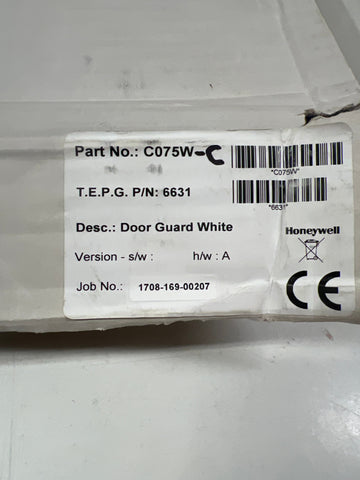 Part No.: C075W-C
*C075W*
T.E.P.G. P/N: 6631
*6631*
Desc.: Door Guard White
Honeywell
Version - s/w : h/w : A
Job No.: 1708-169-00207
CE